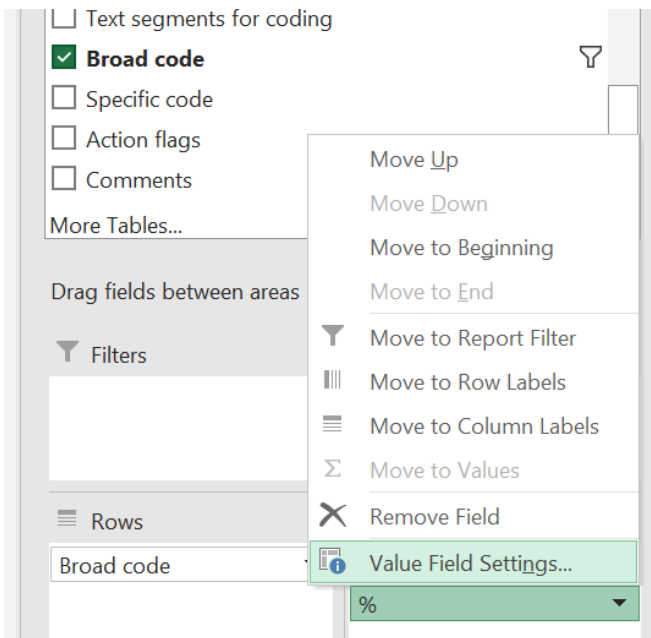 Text segments for coding
Broad code
Specific code
Action flags
Comments
More Tables...
Drag fields between areas
Filters
Rows
Broad code
Move Up
Move Down
Move to Beginning
Move to End
Move to Report Filter
Move to Row Labels
Move to Column Labels
Σ Move to Values
Remove Field
Value Field Settings...
%